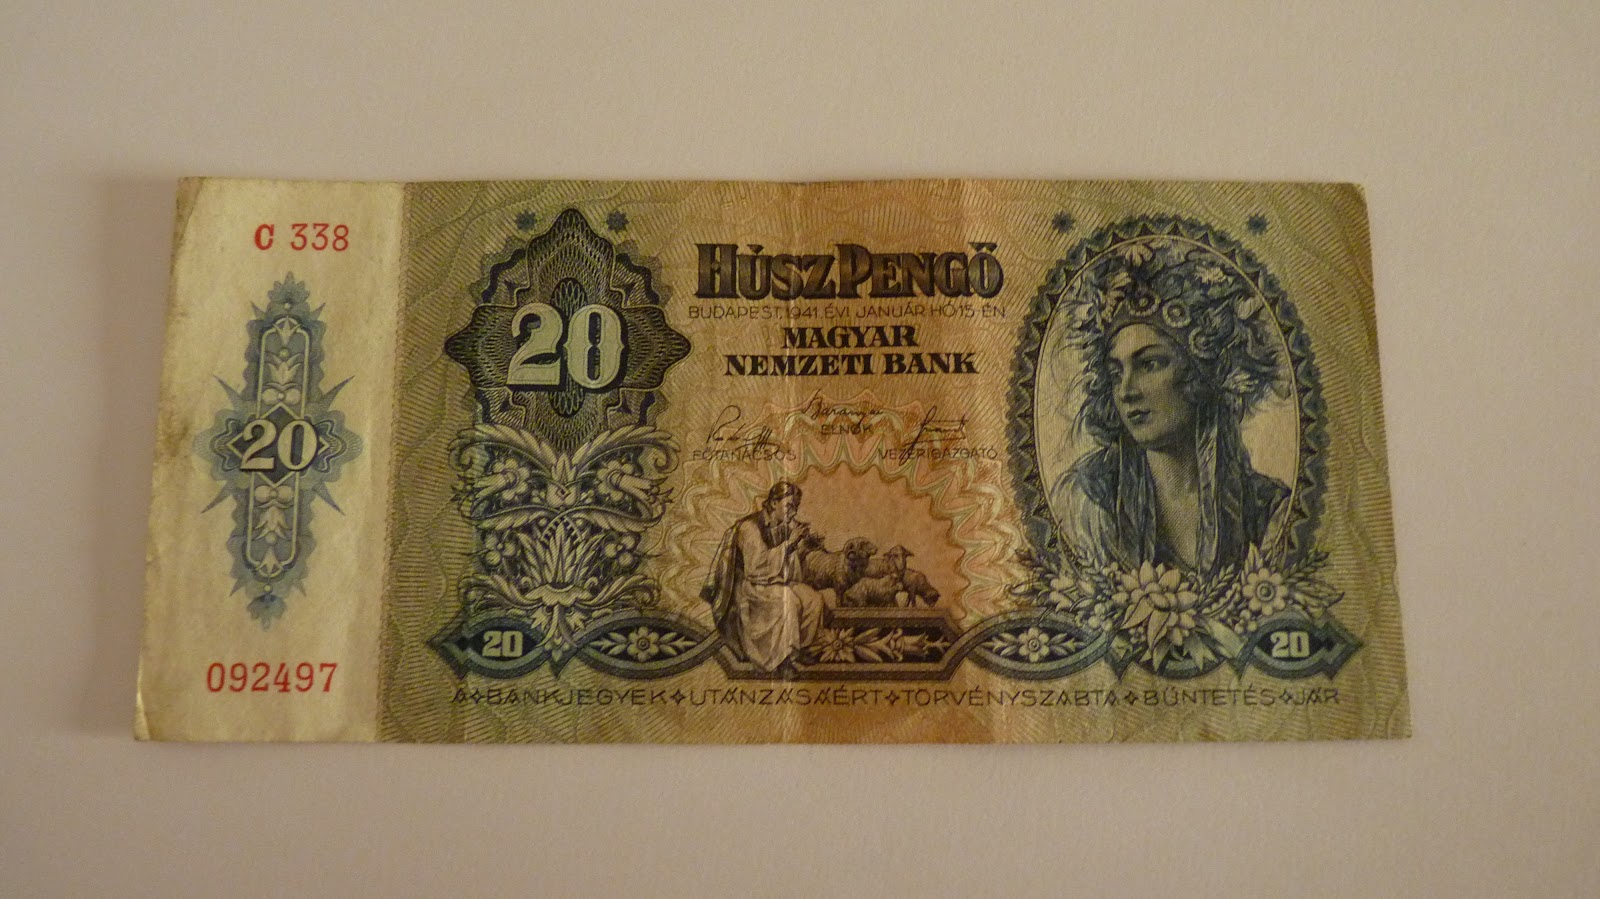 C 338
20
092497
20
HÚSZ PENGŐ
BUDAPEST, 1941. ÉVI JANUÁR HÓ 15-ÉN
MAGYAR
NEMZETI BANK
ELNÖK
FŐTANÁCSOS VEZÉRIGAZGATÓ
20 20
A BANKJEGYEK UTÁNZÁSÁÉRT TÖRVÉNYSZABTA BÜNTETÉS JÁR